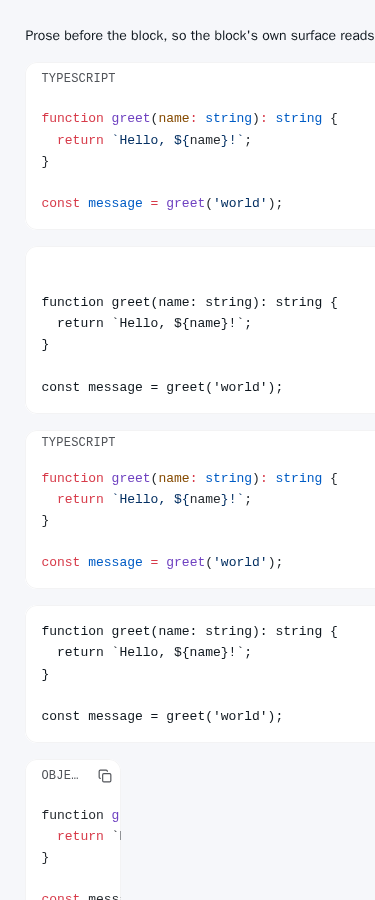 Prose before the block, so the block's own surface reads
TYPESCRIPT
function greet(name: string): string {
  return `Hello, ${name}!`;
}
const message = greet('world');
function greet(name: string): string {
  return `Hello, ${name}!`;
}
const message = greet('world');
TYPESCRIPT
function greet(name: string): string {
  return `Hello, ${name}!`;
}
const message = greet('world');
function greet(name: string): string {
  return `Hello, ${name}!`;
}
const message = greet('world');
OBJE…
function g
  return `
}
const mess